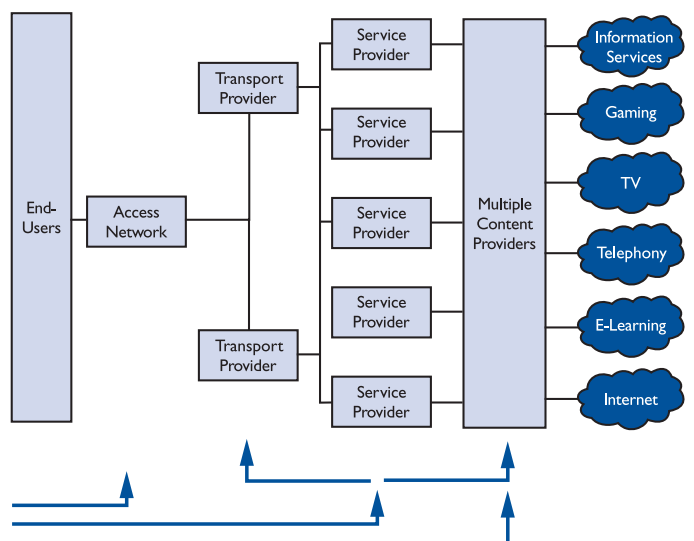 End-
Users
Access
Network
Transport
Provider
Transport
Provider
Service
Provider
Service
Provider
Service
Provider
Service
Provider
Service
Provider
Multiple
Content
Providers
Information
Services
Gaming
TV
Telephony
E-Learning
Internet